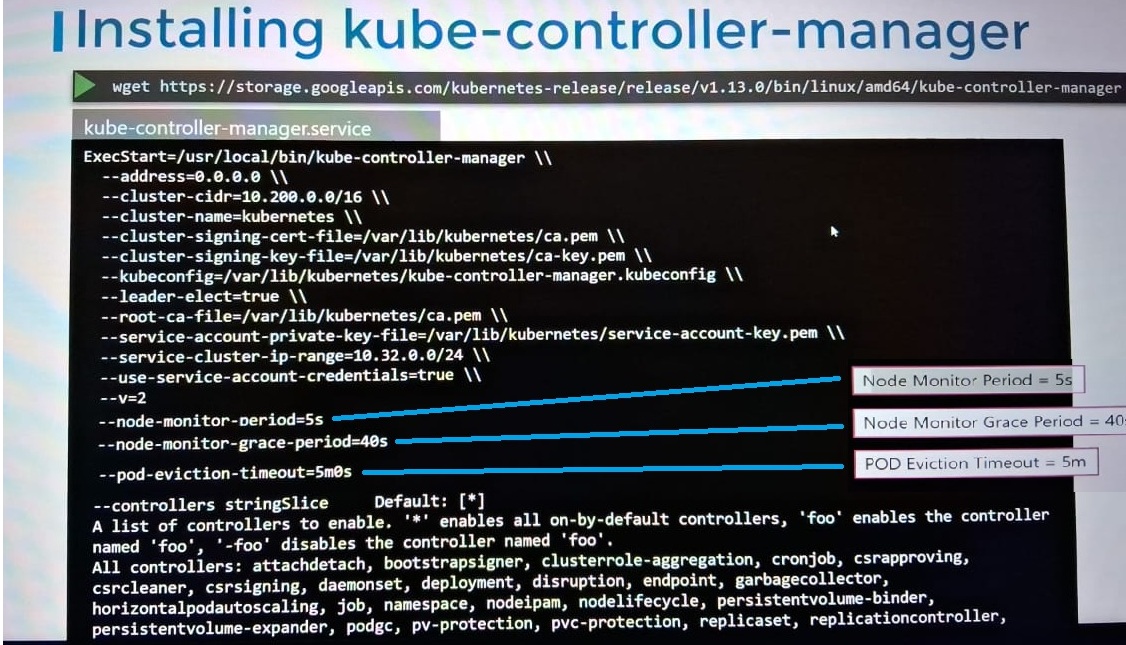 Installing kube-controller-manager
wget https://storage.googleapis.com/kubernetes-release/release/v1.13.0/bin/linux/amd64/kube-controller-manager
kube-controller-manager.service
ExecStart=/usr/local/bin/kube-controller-manager \\
--address=0.0.0.0 \\
--cluster-cidr=10.200.0.0/16 \\
--cluster-name=kubernetes \\
--cluster-signing-cert-file=/var/lib/kubernetes/ca.pem \\
--cluster-signing-key-file=/var/lib/kubernetes/ca-key.pem \\
--kubeconfig=/var/lib/kubernetes/kube-controller-manager.kubeconfig \\
--leader-elect=true \\
--root-ca-file=/var/lib/kubernetes/ca.pem \\
--service-account-private-key-file=/var/lib/kubernetes/service-account-key.pem \\
--service-cluster-ip-range=10.32.0.0/24 \\
--use-service-account-credentials=true \\
--v=2
--node-monitor-period=5s
Node Monitor Period = 5s
--node-monitor-grace-period=40s
Node Monitor Grace Period = 40s
--pod-eviction-timeout=5m0s
POD Eviction Timeout = 5m
--controllers stringSlice Default: [*]
A list of controllers to enable. '*' enables all on-by-default controllers, 'foo' enables the controller
named 'foo', '-foo' disables the controller named 'foo'.
All controllers: attachdetach, bootstrapsigner, clusterrole-aggregation, cronjob, csrapproving,
csrcleaner, csrsigning, daemonset, deployment, disruption, endpoint, garbagecollector,
horizontalpodautoscaling, job, namespace, nodeipam, nodelifecycle, persistentvolume-binder,
persistentvolume-expander, podgc, pv-protection, pvc-protection, replicaset, replicationcontroller,